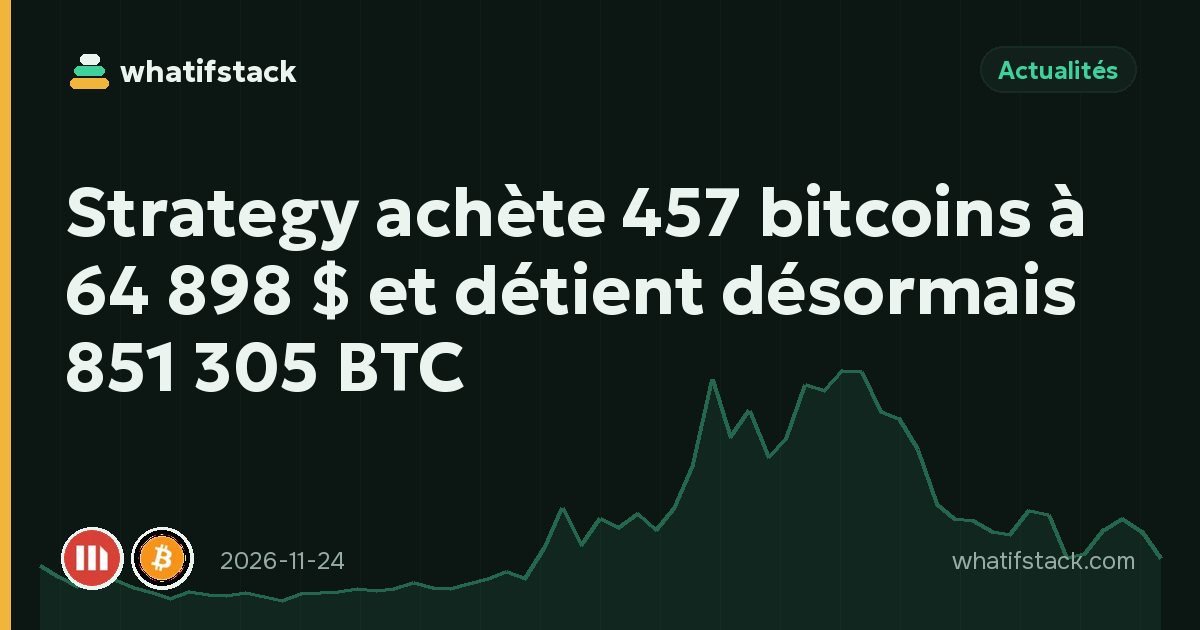 whatifstack
Actualités
Strategy achète 457 bitcoins à
64 898 $ et détient désormais
851 305 BTC
2026-11-24
whatifstack.com